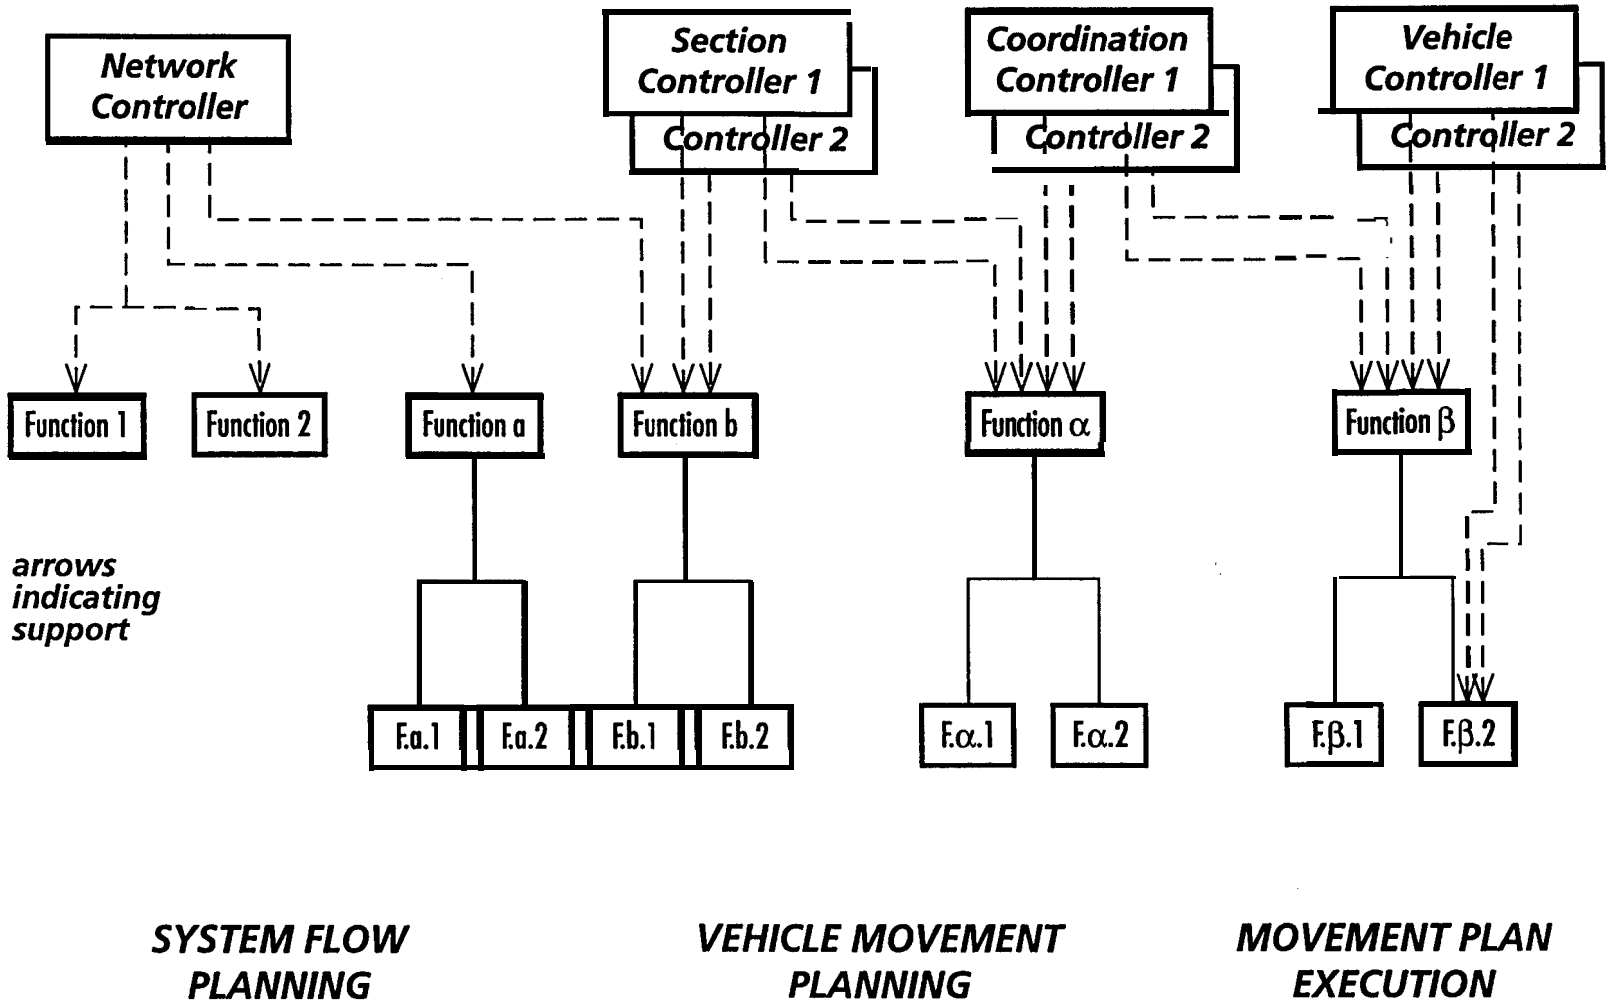 Network
Controller
Section
Controller 1
Controller 2
Coordination
Controller 1
Controller 2
Vehicle
Controller 1
Controller 2
Function 1
Function 2
Function a
Function b
Function α
Function β
arrows
indicating
support
F.a.1
F.a.2
F.b.1
F.b.2
F.α.1
F.α.2
F.β.1
F.β.2
SYSTEM FLOW
PLANNING
VEHICLE MOVEMENT
PLANNING
MOVEMENT PLAN
EXECUTION